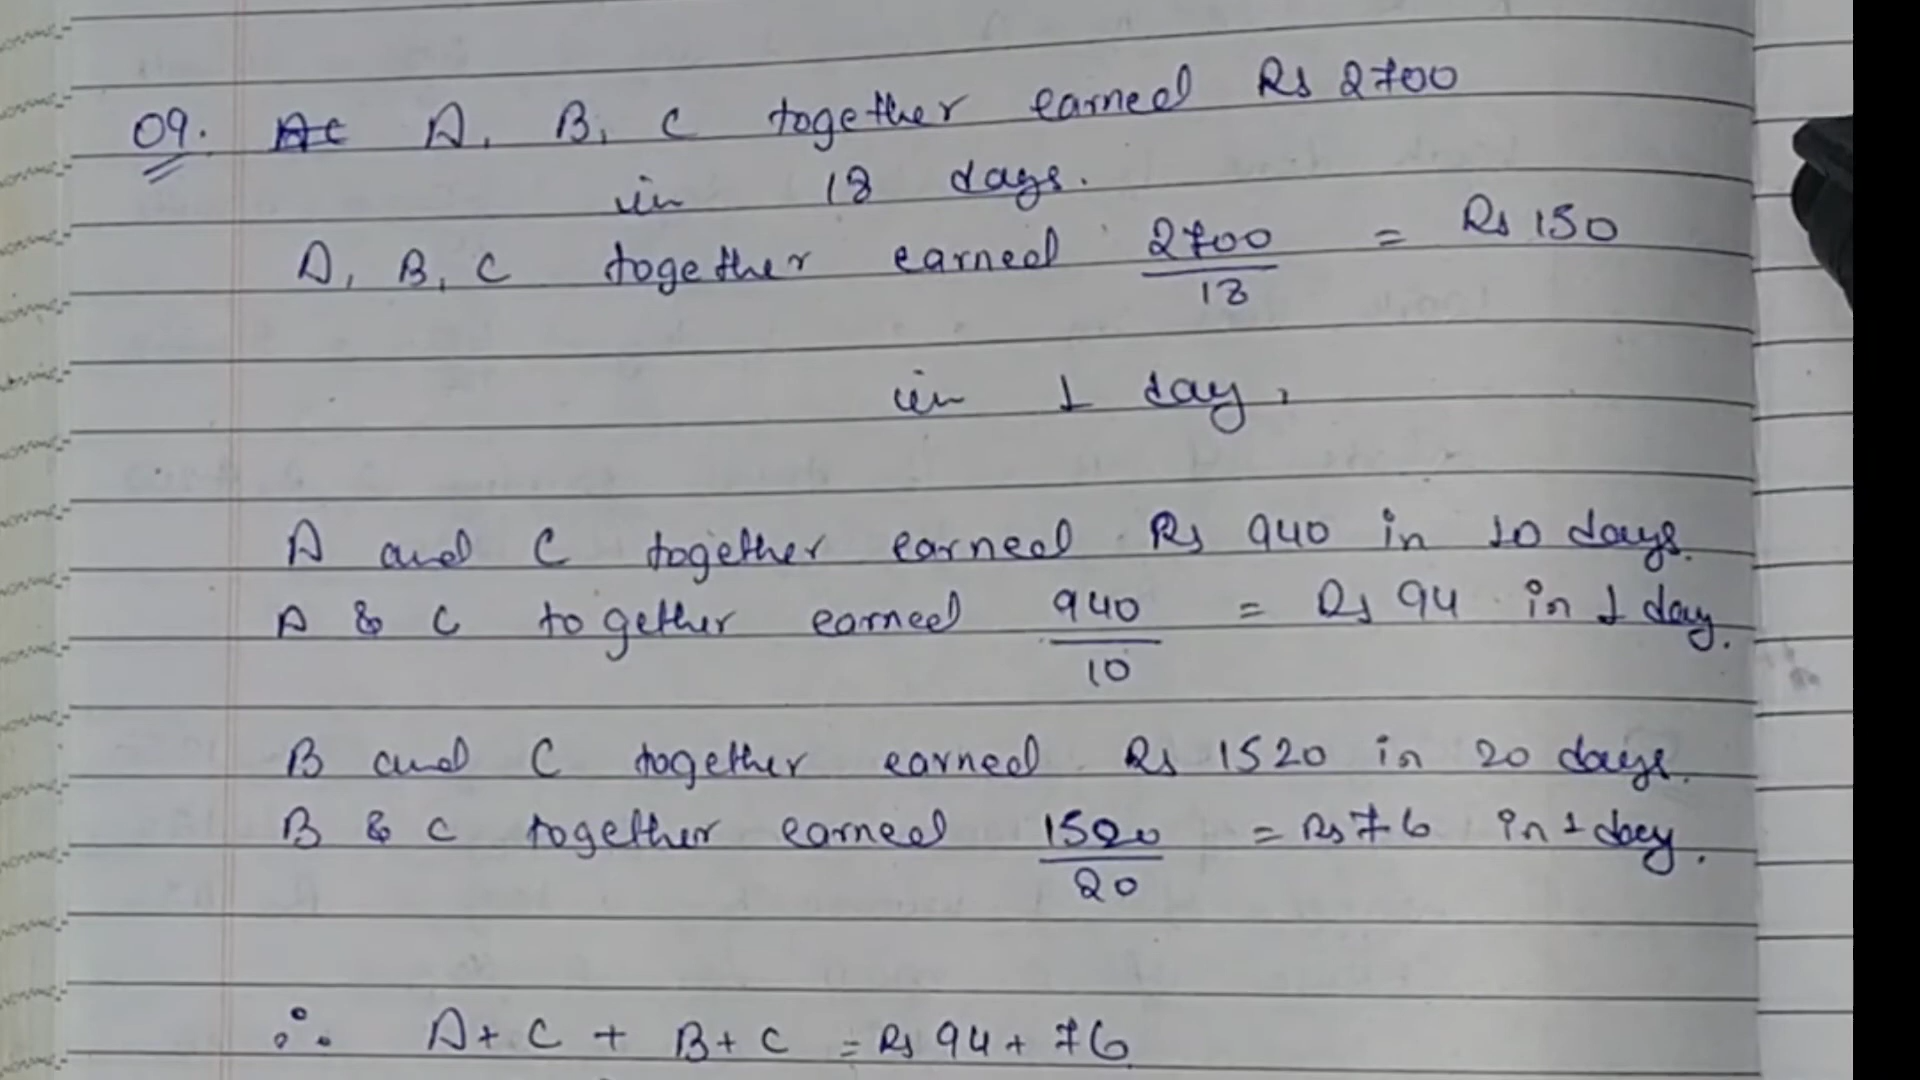 09. AC A, B, C together earned Rs 2700
in 18 days.
A, B, C together earned 2700/18 = Rs 150
in 1 day,
A and C together earned Rs 940 in 10 days.
A & C together earned 940/10 = Rs 94 in 1 day.
B and C together earned Rs 1520 in 20 days.
B & C together earned 1520/20 = Rs 76 in 1 day.
∴ A+C + B+C = Rs 94 + 76